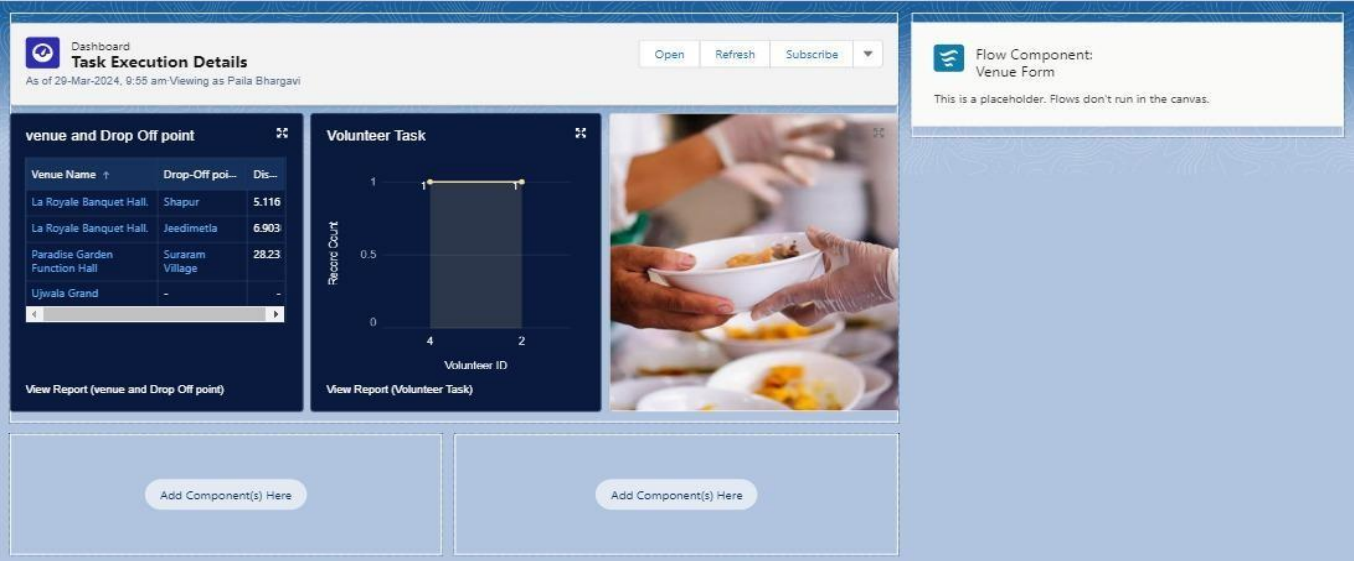 Dashboard
Task Execution Details
As of 29-Mar-2024, 9:55 am·Viewing as Paila Bhargavi
Open Refresh Subscribe
Flow Component:
Venue Form
This is a placeholder. Flows don't run in the canvas.
venue and Drop Off point
Venue Name ↑ Drop-Off poi... Dis...
La Royale Banquet Hall. Shapur 5.116
La Royale Banquet Hall. Jeedimetla 6.903
Paradise Garden Function Hall Suraram Village 28.23
Ujwala Grand - -
View Report (venue and Drop Off point)
Volunteer Task
Record Count
1
0.5
0
1 1
4 2
Volunteer ID
View Report (Volunteer Task)
Add Component(s) Here
Add Component(s) Here